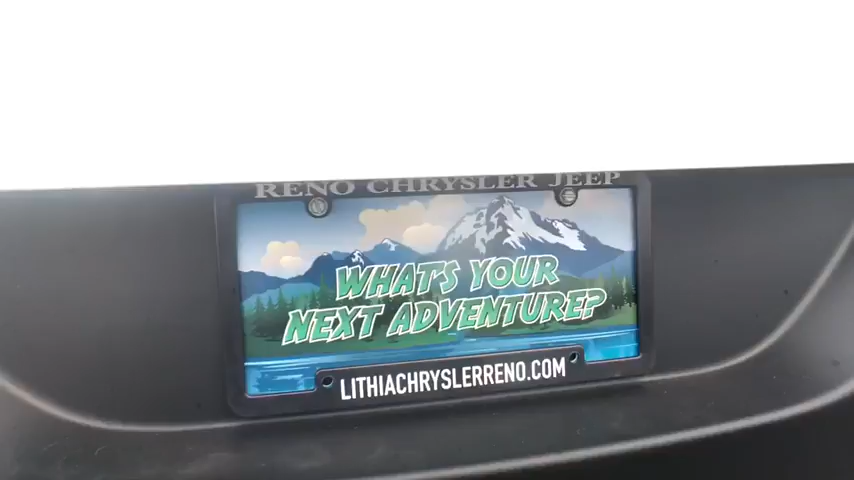 RENO CHRYSLER JEEP
WHAT'S YOUR
NEXT ADVENTURE?
LITHIACHRYSLERRENO.COM